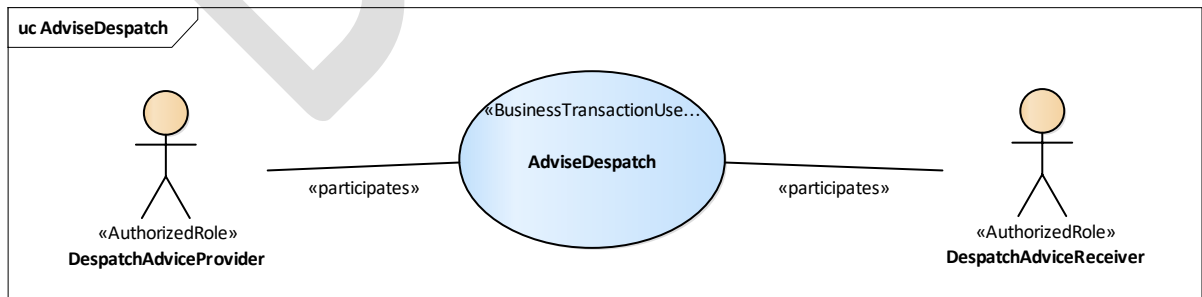 uc AdviseDespatch
«BusinessTransactionUse…
AdviseDespatch
«participates»
«participates»
«AuthorizedRole»
DespatchAdviceProvider
«AuthorizedRole»
DespatchAdviceReceiver